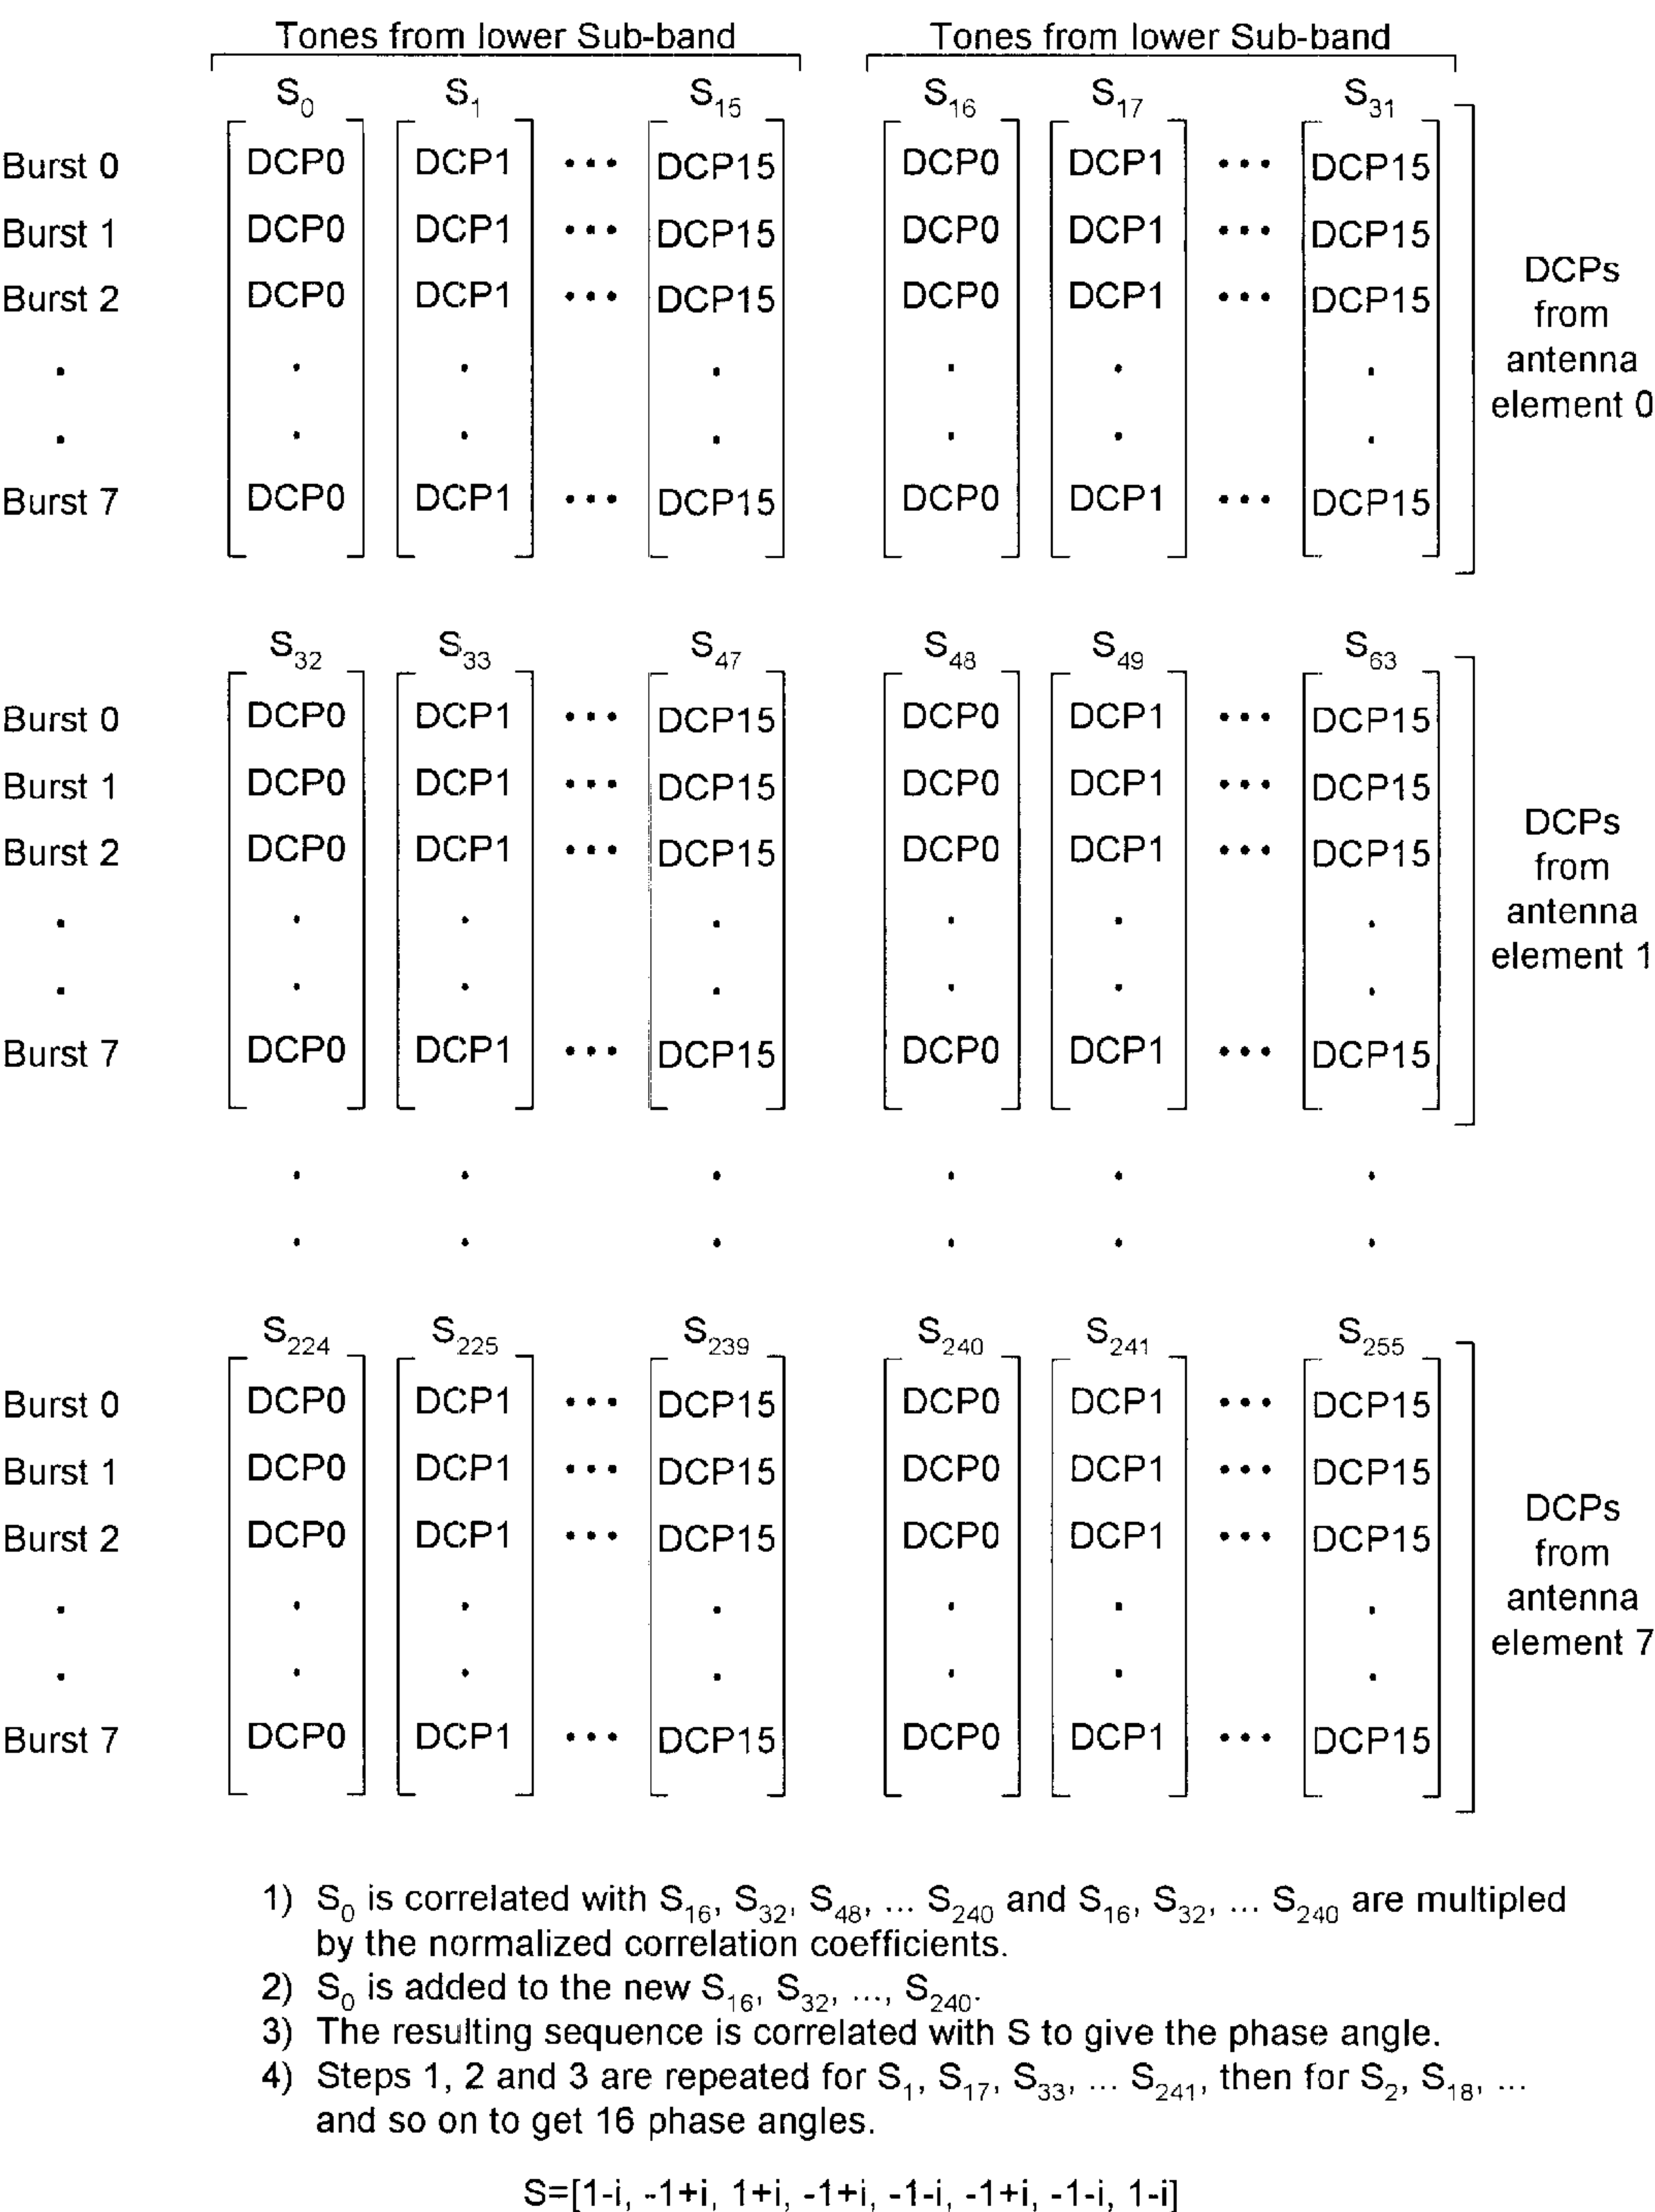 Tones from lower Sub-band Tones from lower Sub-band
S0 S1 S15 S16 S17 S31
Burst 0 DCP0 DCP1 ••• DCP15 DCP0 DCP1 ••• DCP15
Burst 1 DCP0 DCP1 ••• DCP15 DCP0 DCP1 ••• DCP15
Burst 2 DCP0 DCP1 ••• DCP15 DCP0 DCP1 ••• DCP15
Burst 7 DCP0 DCP1 ••• DCP15 DCP0 DCP1 ••• DCP15
DCPs
from
antenna
element 0
S32 S33 S47 S48 S49 S63
Burst 0 DCP0 DCP1 ••• DCP15 DCP0 DCP1 ••• DCP15
Burst 1 DCP0 DCP1 ••• DCP15 DCP0 DCP1 ••• DCP15
Burst 2 DCP0 DCP1 ••• DCP15 DCP0 DCP1 ••• DCP15
Burst 7 DCP0 DCP1 ••• DCP15 DCP0 DCP1 ••• DCP15
DCPs
from
antenna
element 1
S224 S225 S239 S240 S241 S255
Burst 0 DCP0 DCP1 ••• DCP15 DCP0 DCP1 ••• DCP15
Burst 1 DCP0 DCP1 ••• DCP15 DCP0 DCP1 ••• DCP15
Burst 2 DCP0 DCP1 ••• DCP15 DCP0 DCP1 ••• DCP15
Burst 7 DCP0 DCP1 ••• DCP15 DCP0 DCP1 ••• DCP15
DCPs
from
antenna
element 7
1) S0 is correlated with S16, S32, S48, ... S240 and S16, S32, ... S240 are multipled
by the normalized correlation coefficients.
2) S0 is added to the new S16, S32, ..., S240.
3) The resulting sequence is correlated with S to give the phase angle.
4) Steps 1, 2 and 3 are repeated for S1, S17, S33, ... S241, then for S2, S18, ...
and so on to get 16 phase angles.
S=[1-i, -1+i, 1+i, -1+i, -1-i, -1+i, -1-i, 1-i]